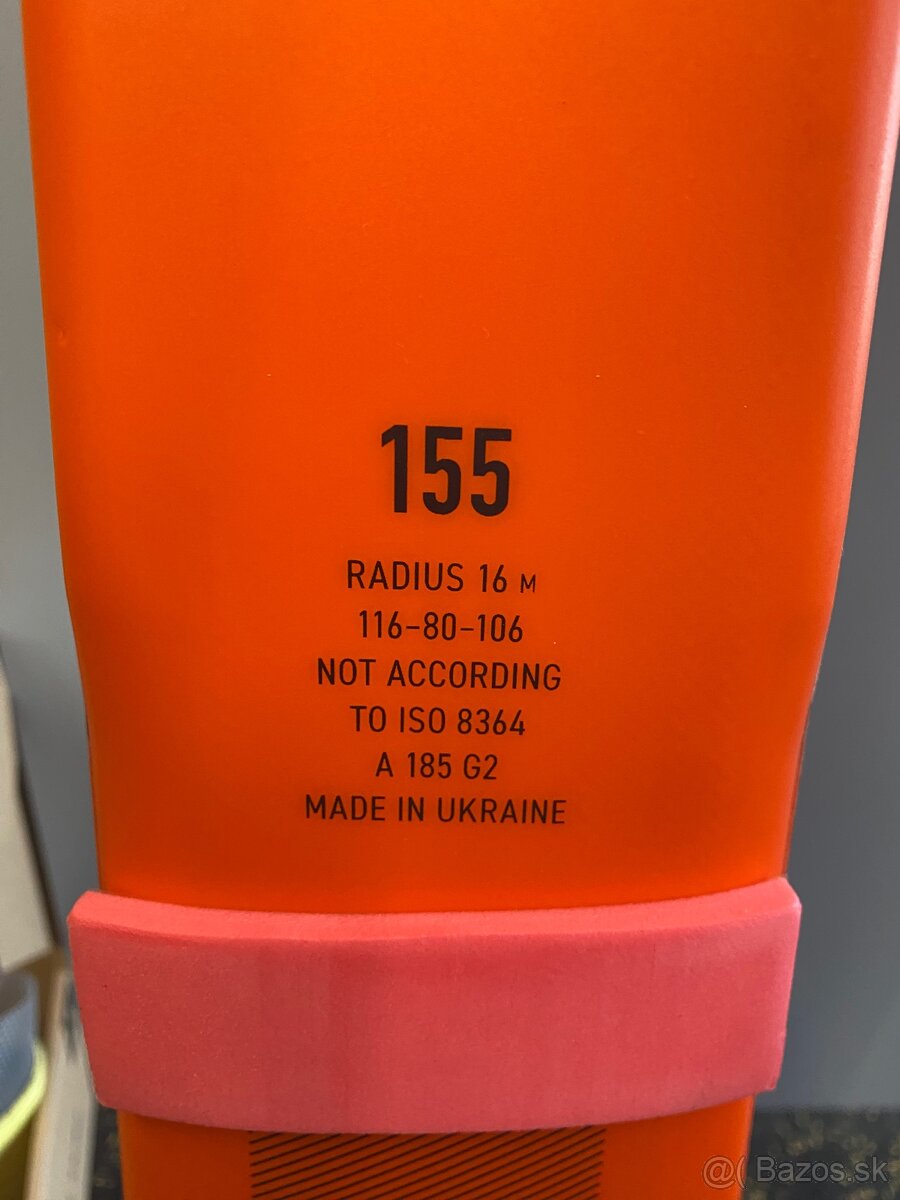 155
RADIUS 16 M
116-80-106
NOT ACCORDING
TO ISO 8364
A 185 G2
MADE IN UKRAINE
@( Bazos.sk